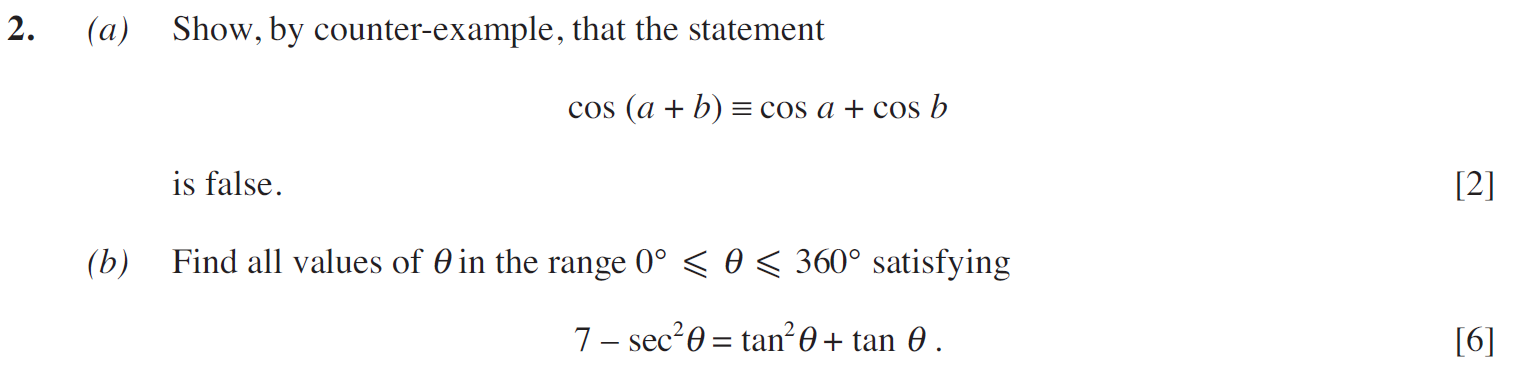 2. (a) Show, by counter-example, that the statement
cos (a + b) ≡ cos a + cos b
is false. [2]
(b) Find all values of θ in the range 0° ⩽ θ ⩽ 360° satisfying
7 – sec²θ = tan²θ + tan θ . [6]